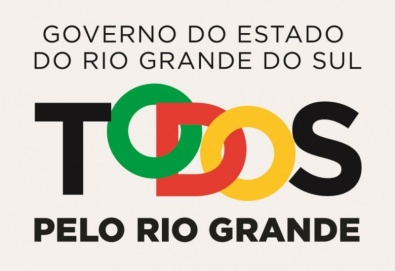 GOVERNO DO ESTADO
DO RIO GRANDE DO SUL
TODOS
PELO RIO GRANDE